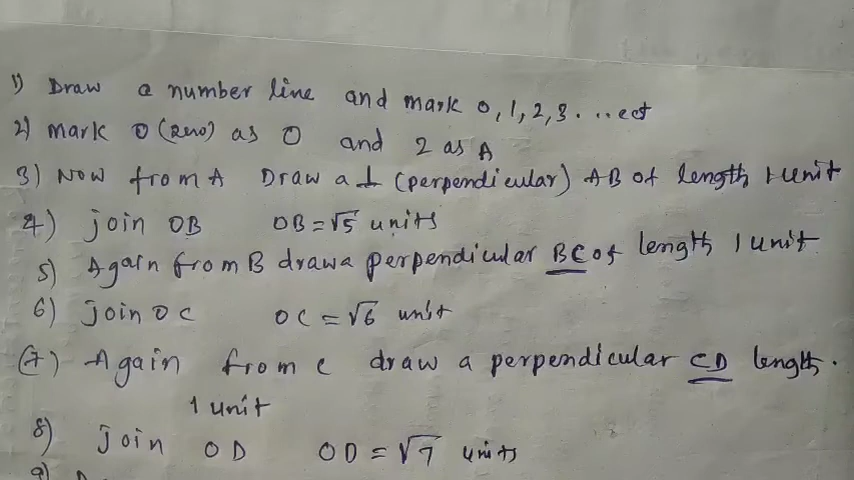 1) Draw a number line and mark 0, 1, 2, 3. ... ect
2) Mark 0 (zero) as O and 2 as A
3) Now from A Draw a ⊥ (perpendicular) AB of length 1 unit
4) join OB OB = √5 units
5) Again from B draw a perpendicular BC of length 1 unit
6) join OC OC = √6 unit
(7) Again from C draw a perpendicular CD length.
1 unit
8) join OD OD = √7 units
9)